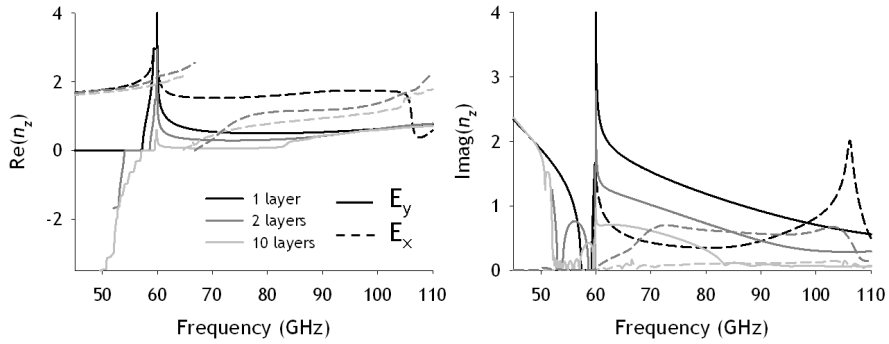 4
2
0
-2
Re(n_z)
50 60 70 80 90 100 110
Frequency (GHz)
1 layer
2 layers
10 layers
E_y
E_x
4
3
2
1
0
Imag(n_z)
50 60 70 80 90 100 110
Frequency (GHz)